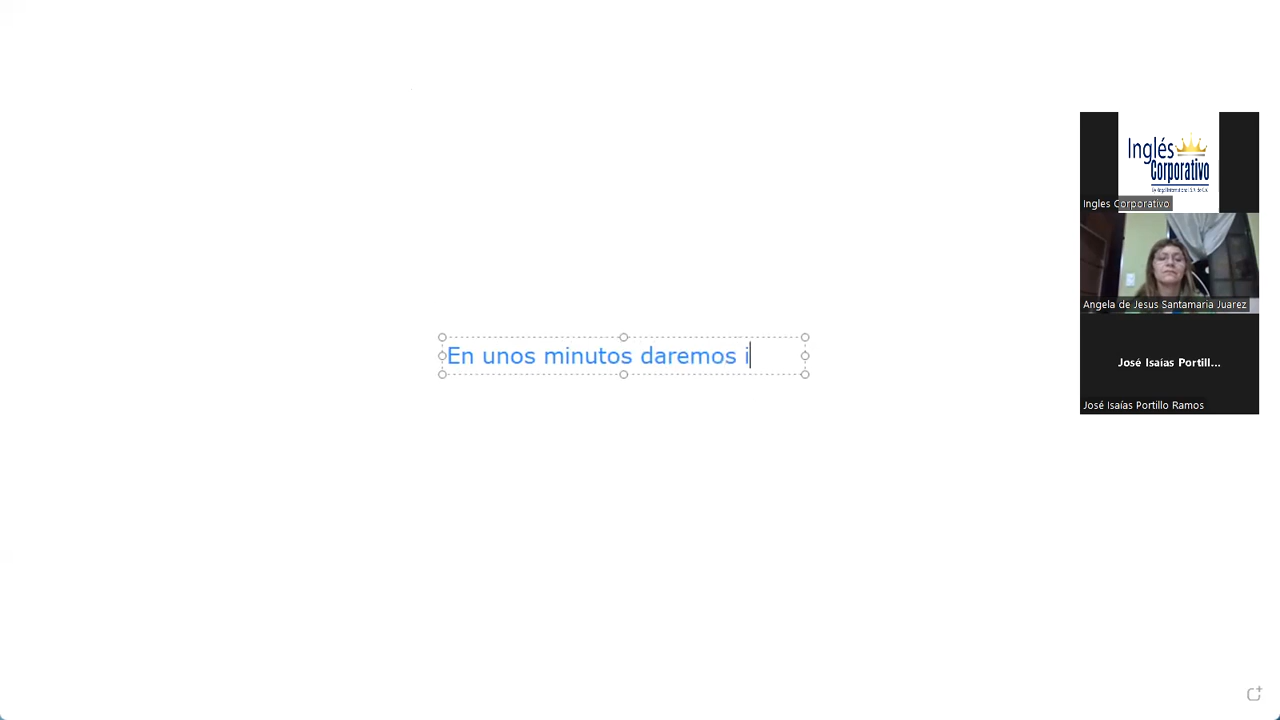 Inglés
Corporativo
Ingles Corporativo
Angela de Jesus Santamaria Juarez
En unos minutos daremos i
José Isaías Portill...
José Isaías Portillo Ramos